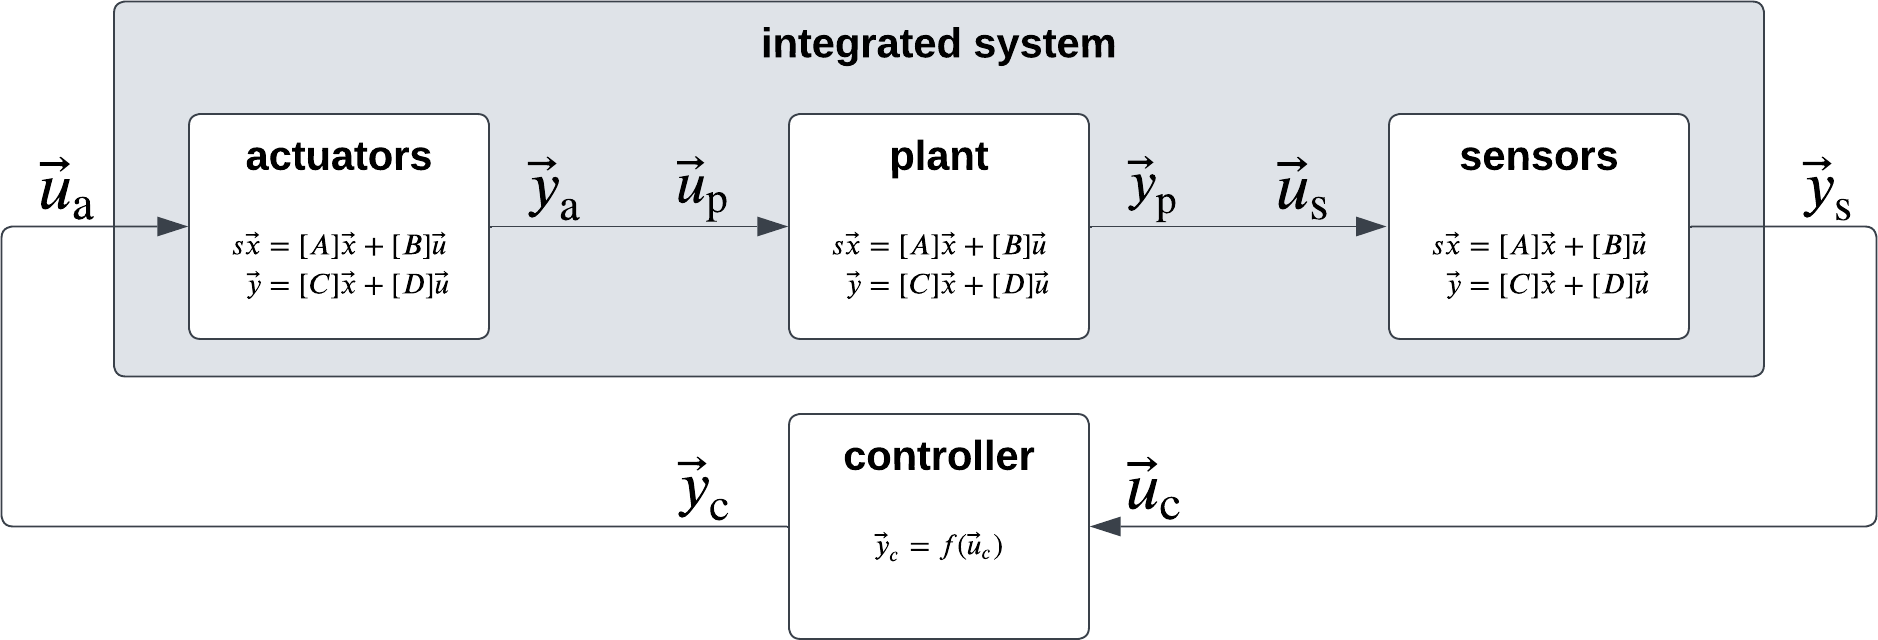 integrated system
actuators
plant
sensors
u⃗a
y⃗a
u⃗p
y⃗p
u⃗s
y⃗s
sx⃗ = [A]x⃗ + [B]u⃗
y⃗ = [C]x⃗ + [D]u⃗
sx⃗ = [A]x⃗ + [B]u⃗
y⃗ = [C]x⃗ + [D]u⃗
sx⃗ = [A]x⃗ + [B]u⃗
y⃗ = [C]x⃗ + [D]u⃗
controller
y⃗c
u⃗c
y⃗c = f(u⃗c)